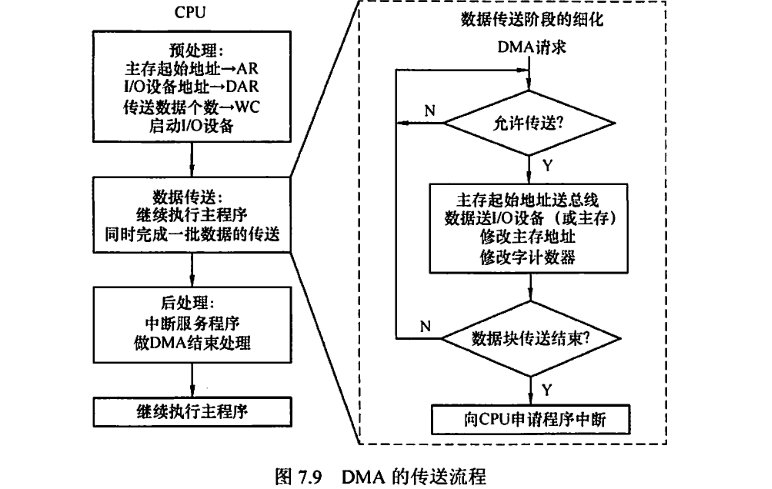 CPU
预处理:
主存起始地址→AR
I/O设备地址→DAR
传送数据个数→WC
启动I/O设备
数据传送:
继续执行主程序
同时完成一批数据的传送
后处理:
中断服务程序
做DMA结束处理
继续执行主程序
数据传送阶段的细化
DMA请求
允许传送?
N
Y
主存起始地址送总线
数据送I/O设备（或主存）
修改主存地址
修改字计数器
数据块传送结束?
N
Y
向CPU申请程序中断
图 7.9 DMA 的传送流程